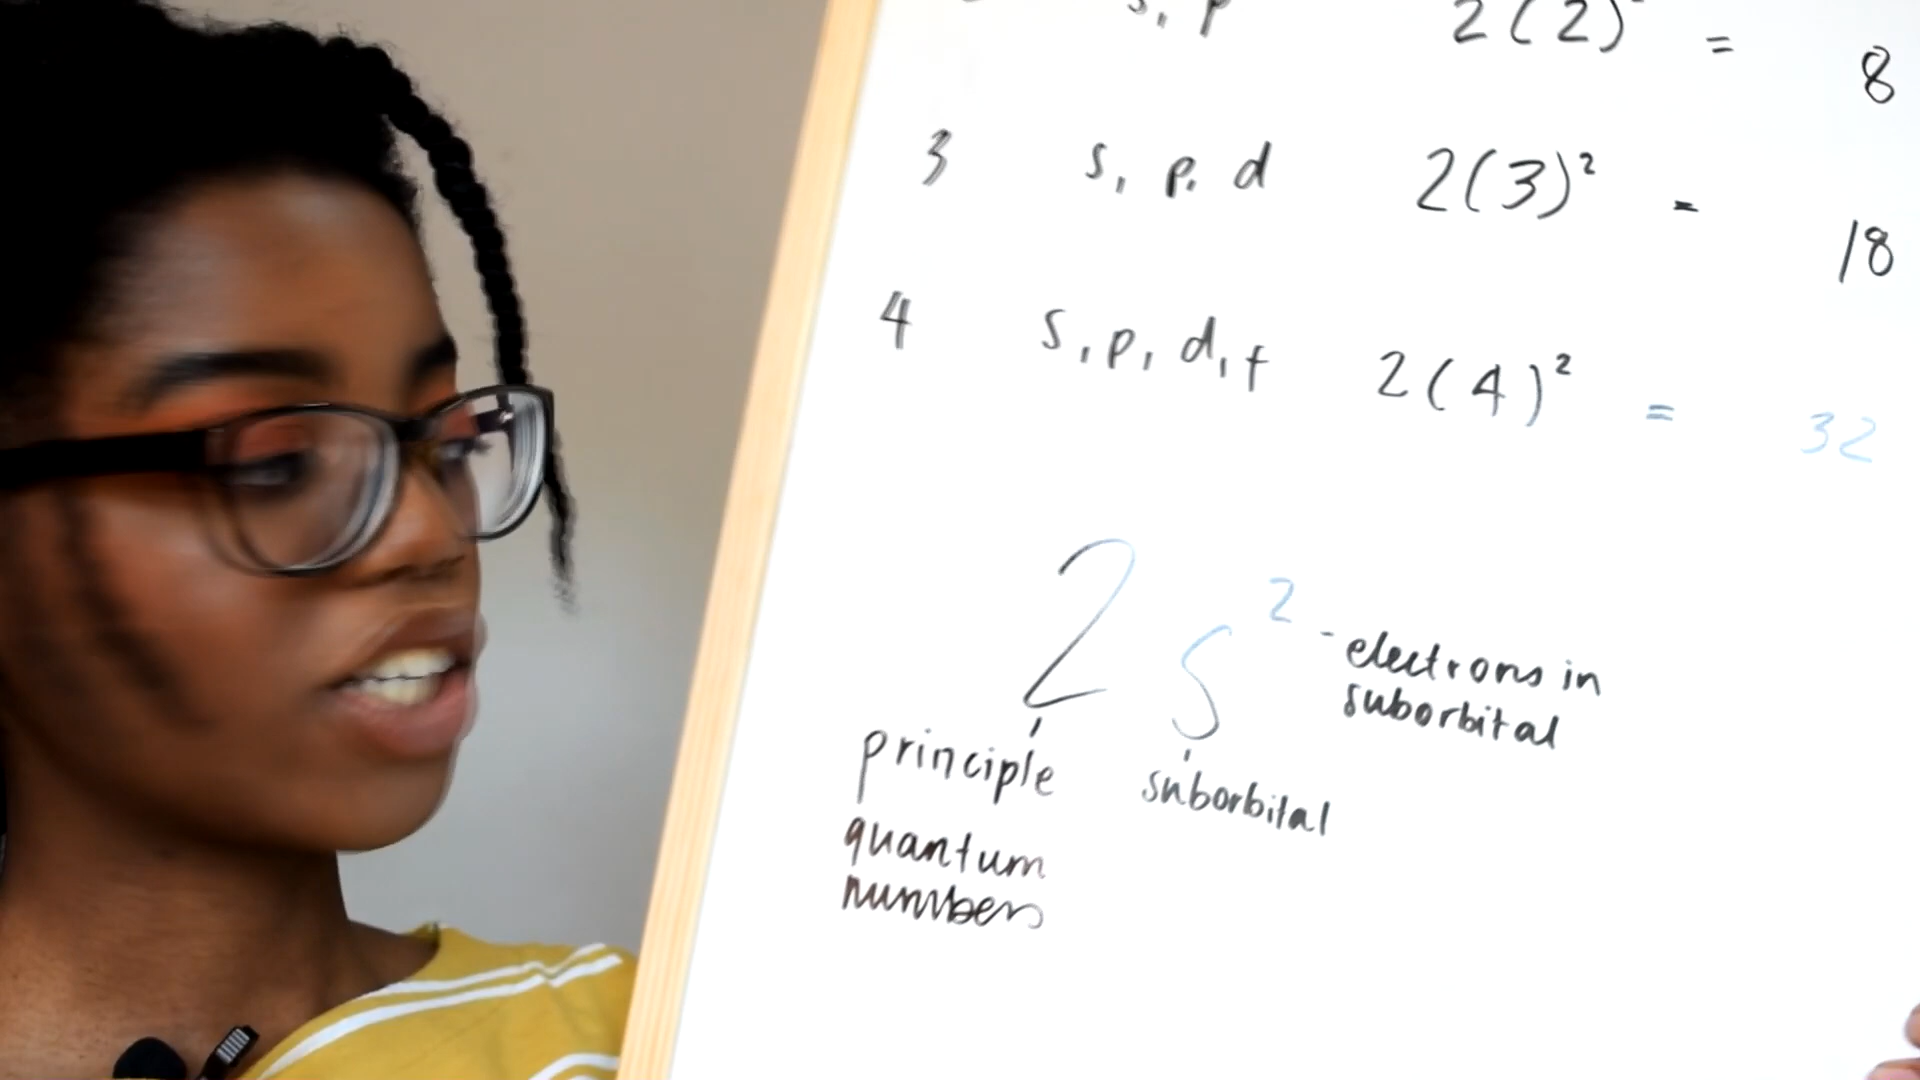 s, p 2(2)² = 8
3 s, p, d 2(3)² = 18
4 s, p, d, f 2(4)² = 32
2 s ² - electrons in
suborbital
principle suborbital
quantum
numbers